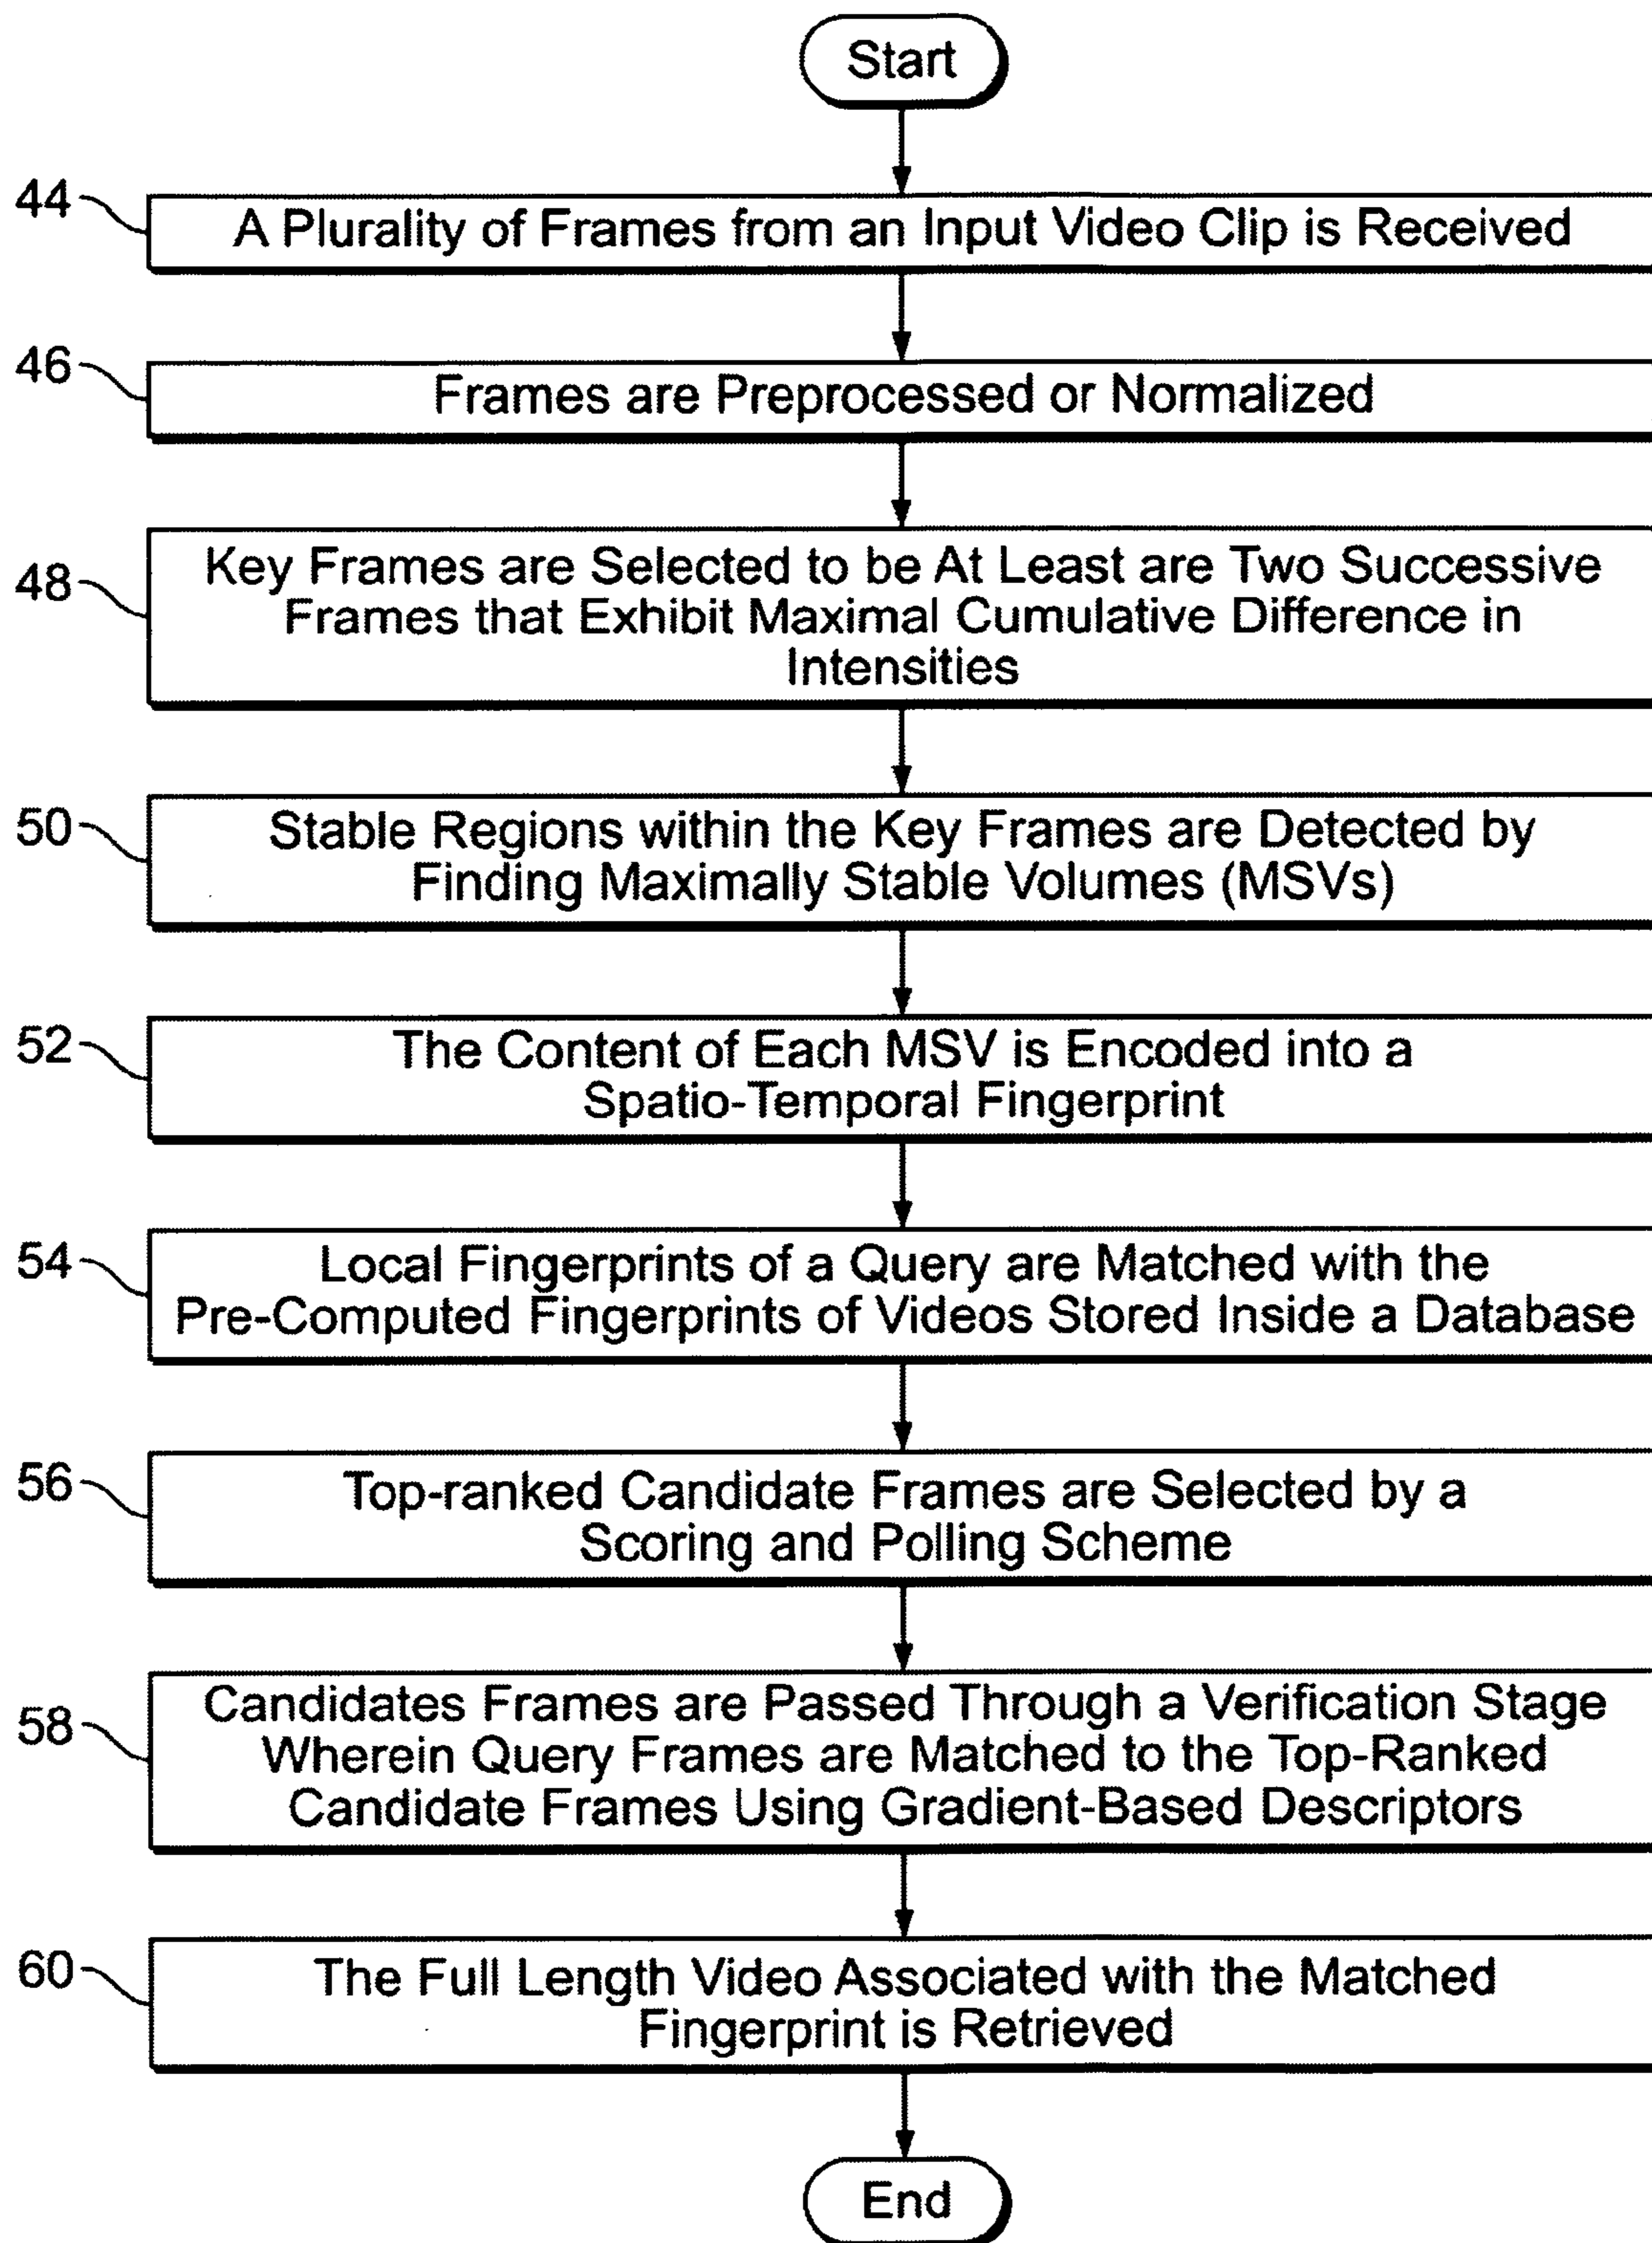 Start
44
A Plurality of Frames from an Input Video Clip is Received
46
Frames are Preprocessed or Normalized
48
Key Frames are Selected to be At Least are Two Successive
Frames that Exhibit Maximal Cumulative Difference in
Intensities
50
Stable Regions within the Key Frames are Detected by
Finding Maximally Stable Volumes (MSVs)
52
The Content of Each MSV is Encoded into a
Spatio-Temporal Fingerprint
54
Local Fingerprints of a Query are Matched with the
Pre-Computed Fingerprints of Videos Stored Inside a Database
56
Top-ranked Candidate Frames are Selected by a
Scoring and Polling Scheme
58
Candidates Frames are Passed Through a Verification Stage
Wherein Query Frames are Matched to the Top-Ranked
Candidate Frames Using Gradient-Based Descriptors
60
The Full Length Video Associated with the Matched
Fingerprint is Retrieved
End